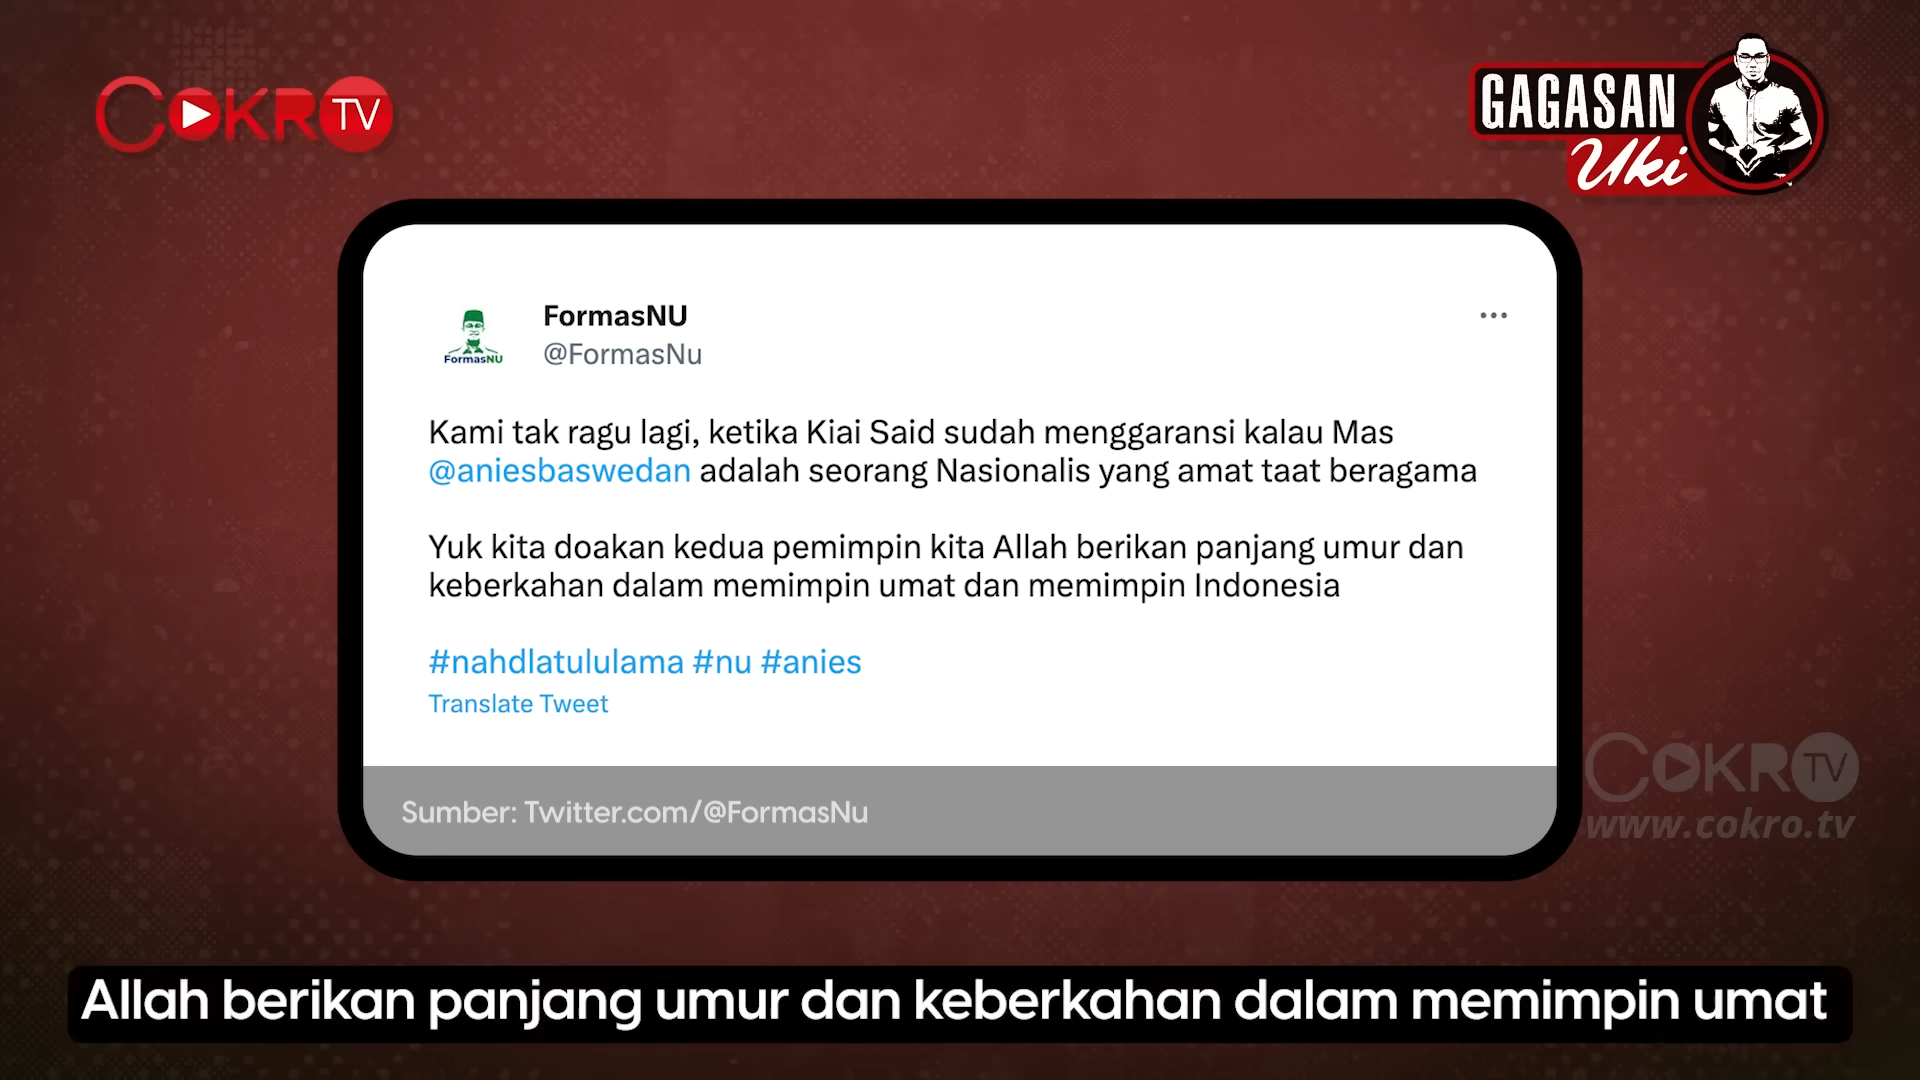 COKRO TV
GAGASAN
Uki
FormasNU
FormasNU
@FormasNu
Kami tak ragu lagi, ketika Kiai Said sudah menggaransi kalau Mas
@aniesbaswedan adalah seorang Nasionalis yang amat taat beragama
Yuk kita doakan kedua pemimpin kita Allah berikan panjang umur dan
keberkahan dalam memimpin umat dan memimpin Indonesia
#nahdlatululama #nu #anies
Translate Tweet
Sumber: Twitter.com/@FormasNu
COKRO TV
www.cokro.tv
Allah berikan panjang umur dan keberkahan dalam memimpin umat